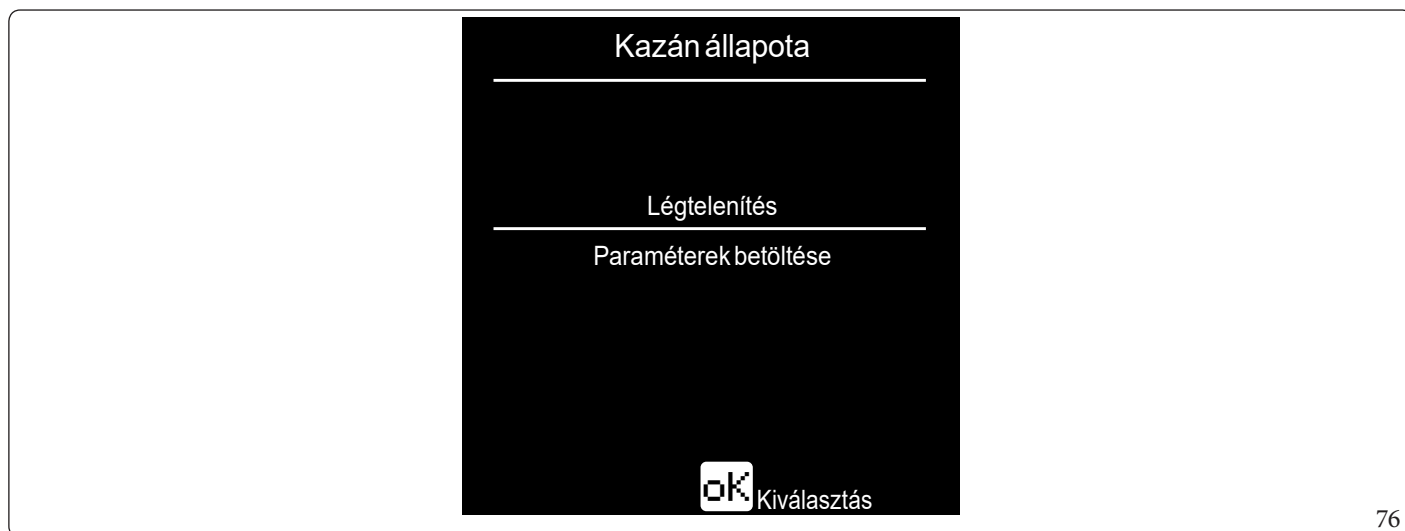 Kazán állapota
Légtelenítés
Paraméterek betöltése
oK Kiválasztás
76